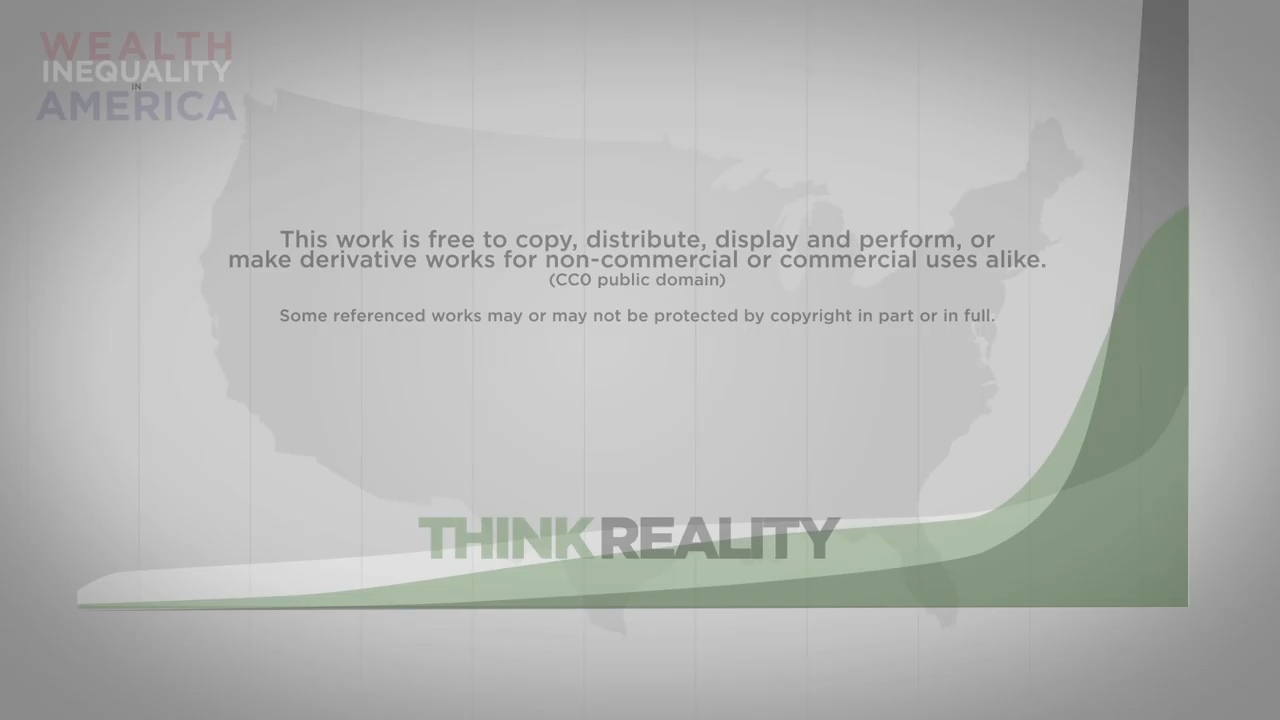 WEALTH
INEQUALITY
IN
AMERICA
This work is free to copy, distribute, display and perform, or
make derivative works for non-commercial or commercial uses alike.
(CC0 public domain)
Some referenced works may or may not be protected by copyright in part or in full.
THINKREALITY